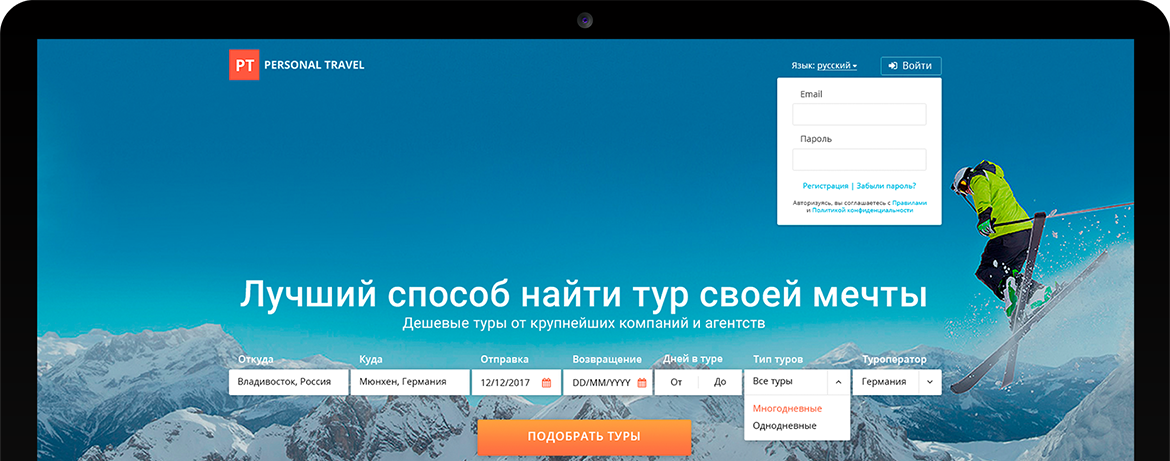 PT PERSONAL TRAVEL
Язык: русский
Войти
Email
Пароль
Регистрация | Забыли пароль?
Авторизуясь, вы соглашаетесь с Правилами
и Политикой конфиденциальности
Лучший способ найти тур своей мечты
Дешевые туры от крупнейших компаний и агентств
Откуда Куда Отправка Возвращение Дней в туре Тип туров Туроператор
Владивосток, Россия Мюнхен, Германия 12/12/2017 DD/MM/YYYY От До Все туры Германия
Многодневные
Однодневные
ПОДОБРАТЬ ТУРЫ